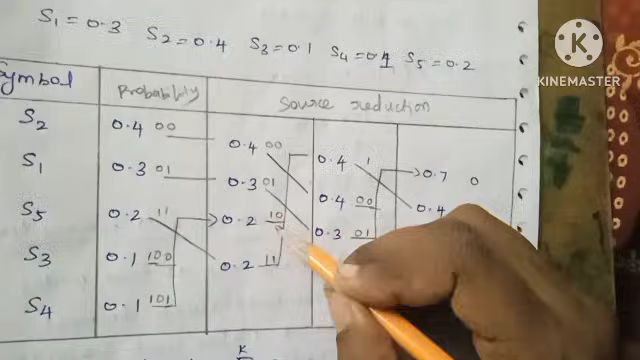 S1 = 0.3 S2 = 0.4 S3 = 0.1 S4 = 0.1 S5 = 0.2
KINEMASTER
Symbol Probability Source reduction
S2 0.4 00 0.4 00 0.4 1 0.7 0
S1 0.3 01 0.3 01 0.4 00 0.4
S5 0.2 11 0.2 10 0.3 01
S3 0.1 100 0.2 11
S4 0.1 101
K